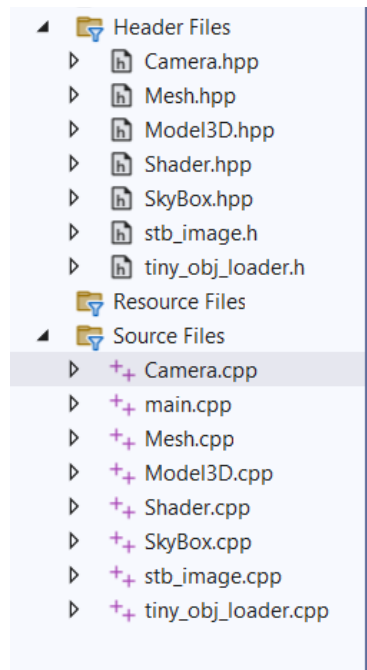 Header Files
Camera.hpp
Mesh.hpp
Model3D.hpp
Shader.hpp
SkyBox.hpp
stb_image.h
tiny_obj_loader.h
Resource Files
Source Files
Camera.cpp
main.cpp
Mesh.cpp
Model3D.cpp
Shader.cpp
SkyBox.cpp
stb_image.cpp
tiny_obj_loader.cpp